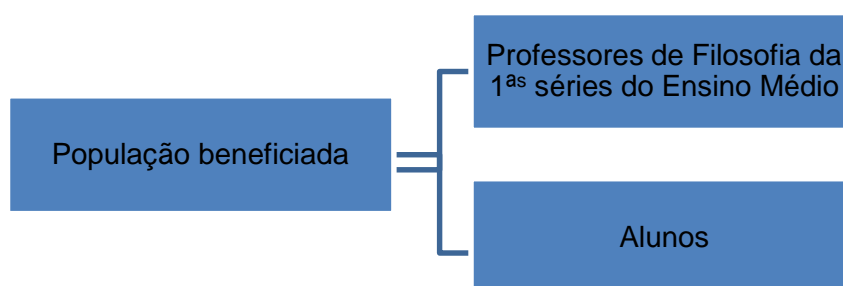 Professores de Filosofia da
1ªs séries do Ensino Médio
População beneficiada
Alunos